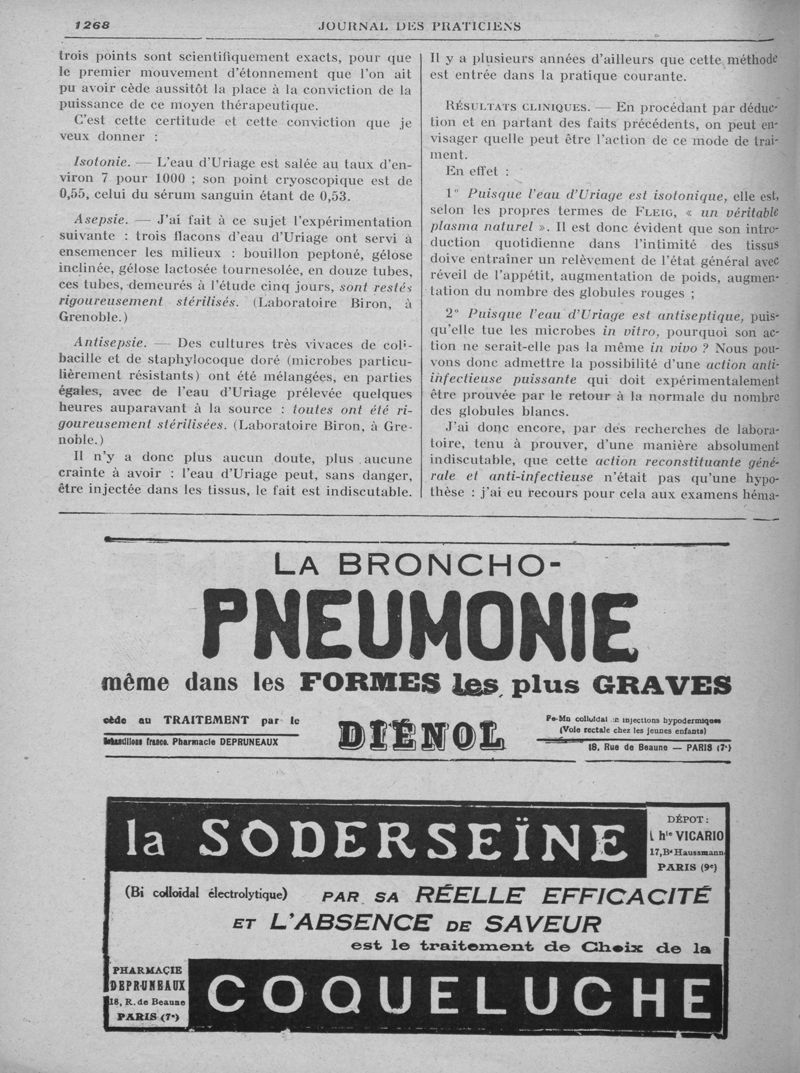 1268
JOURNAL DES PRATICIENS
trois points sont scientifiquement exacts, pour que
le premier mouvement d'étonnement que l'on ait
pu avoir cède aussitôt la place à la conviction de la
puissance de ce moyen thérapeutique.
C'est cette certitude et cette conviction que je
veux donner :
Isotonie. — L'eau d'Uriage est salée au taux d'en-
viron 7 pour 1000 ; son point cryoscopique est de
0,55, celui du sérum sanguin étant de 0,53.
Asepsie. — J'ai fait à ce sujet l'expérimentation
suivante : trois flacons d'eau d'Uriage ont servi à
ensemencer les milieux : bouillon peptoné, gélose
inclinée, gélose lactosée tournesolée, en douze tubes,
ces tubes, demeurés à l'étude cinq jours, sont restés
rigoureusement stérilisés. (Laboratoire Biron, à
Grenoble.)
Antisepsie. — Des cultures très vivaces de coli-
bacille et de staphylocoque doré (microbes particu-
lièrement résistants) ont été mélangées, en parties
égales, avec de l'eau d'Uriage prélevée quelques
heures auparavant à la source : toutes ont été ri-
goureusement stérilisées. (Laboratoire Biron, à Gre-
noble.)
Il n'y a donc plus aucun doute, plus aucune
crainte à avoir : l'eau d'Uriage peut, sans danger,
être injectée dans les tissus, le fait est indiscutable.
Il y a plusieurs années d'ailleurs que cette méthode
est entrée dans la pratique courante.
RÉSULTATS CLINIQUES. — En procédant par déduc-
tion et en partant des faits précédents, on peut en-
visager quelle peut être l'action de ce mode de trai-
ment.
En effet :
1° Puisque l'eau d'Uriage est isotonique, elle est,
selon les propres termes de FLEIG, « un véritable
plasma naturel ». Il est donc évident que son intro-
duction quotidienne dans l'intimité des tissus
doive entraîner un relèvement de l'état général avec
réveil de l'appétit, augmentation de poids, augmen-
tation du nombre des globules rouges ;
2° Puisque l'eau d'Uriage est antiseptique, puis-
qu'elle tue les microbes in vitro, pourquoi son ac-
tion ne serait-elle pas la même in vivo ? Nous pou-
vons donc admettre la possibilité d'une action anti-
infectieuse puissante qui doit expérimentalement
être prouvée par le retour à la normale du nombre
des globules blancs.
J'ai donc encore, par des recherches de labora-
toire, tenu à prouver, d'une manière absolument
indiscutable, que cette action reconstituante géné-
rale et anti-infectieuse n'était pas qu'une hypo-
thèse : j'ai eu recours pour cela aux examens héma-
LA BRONCHO-
PNEUMONIE
même dans les FORMES les plus GRAVES
cède au TRAITEMENT par le
Échantillons franco. Pharmacie DEPRUNEAUX
DIÉNOL
Fe-Mn colloïdal en injections hypodermiques
(Voie rectale chez les jeunes enfants)
18, Rue de Beaune — PARIS (7e)
la SODERSEÏNE
DÉPOT :
Phie VICARIO
17, Bd Haussmann
PARIS (9e)
(Bi colloïdal électrolytique) PAR SA RÉELLE EFFICACITÉ
ET L'ABSENCE DE SAVEUR
est le traitement de Choix de la
PHARMACIE
DEPRUNEAUX
18, R. de Beaune
PARIS (7e)
COQUELUCHE